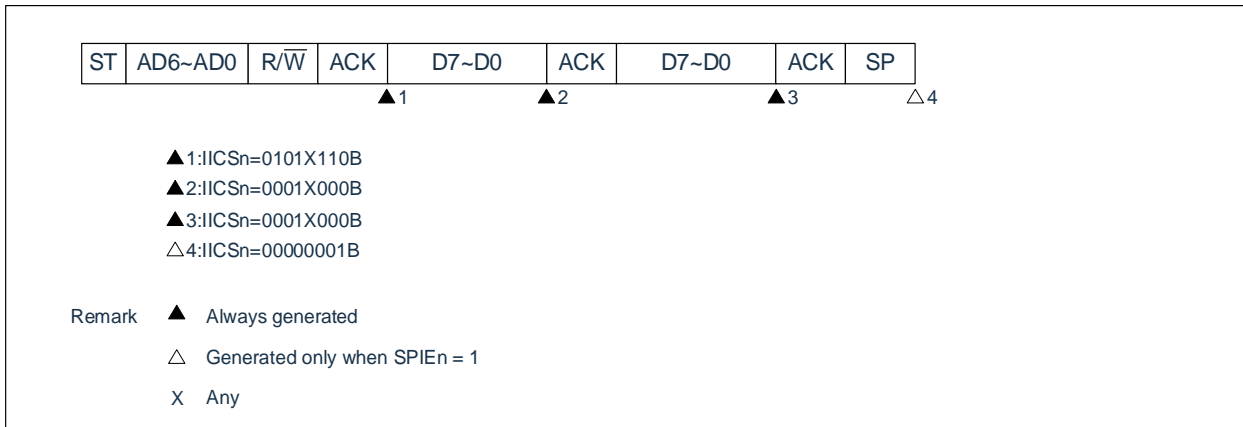 ST AD6~AD0 R/W̅ ACK D7~D0 ACK D7~D0 ACK SP
▲1 ▲2 ▲3 △4
▲1:IICSn=0101X110B
▲2:IICSn=0001X000B
▲3:IICSn=0001X000B
△4:IICSn=00000001B
Remark ▲ Always generated
△ Generated only when SPIEn = 1
X Any